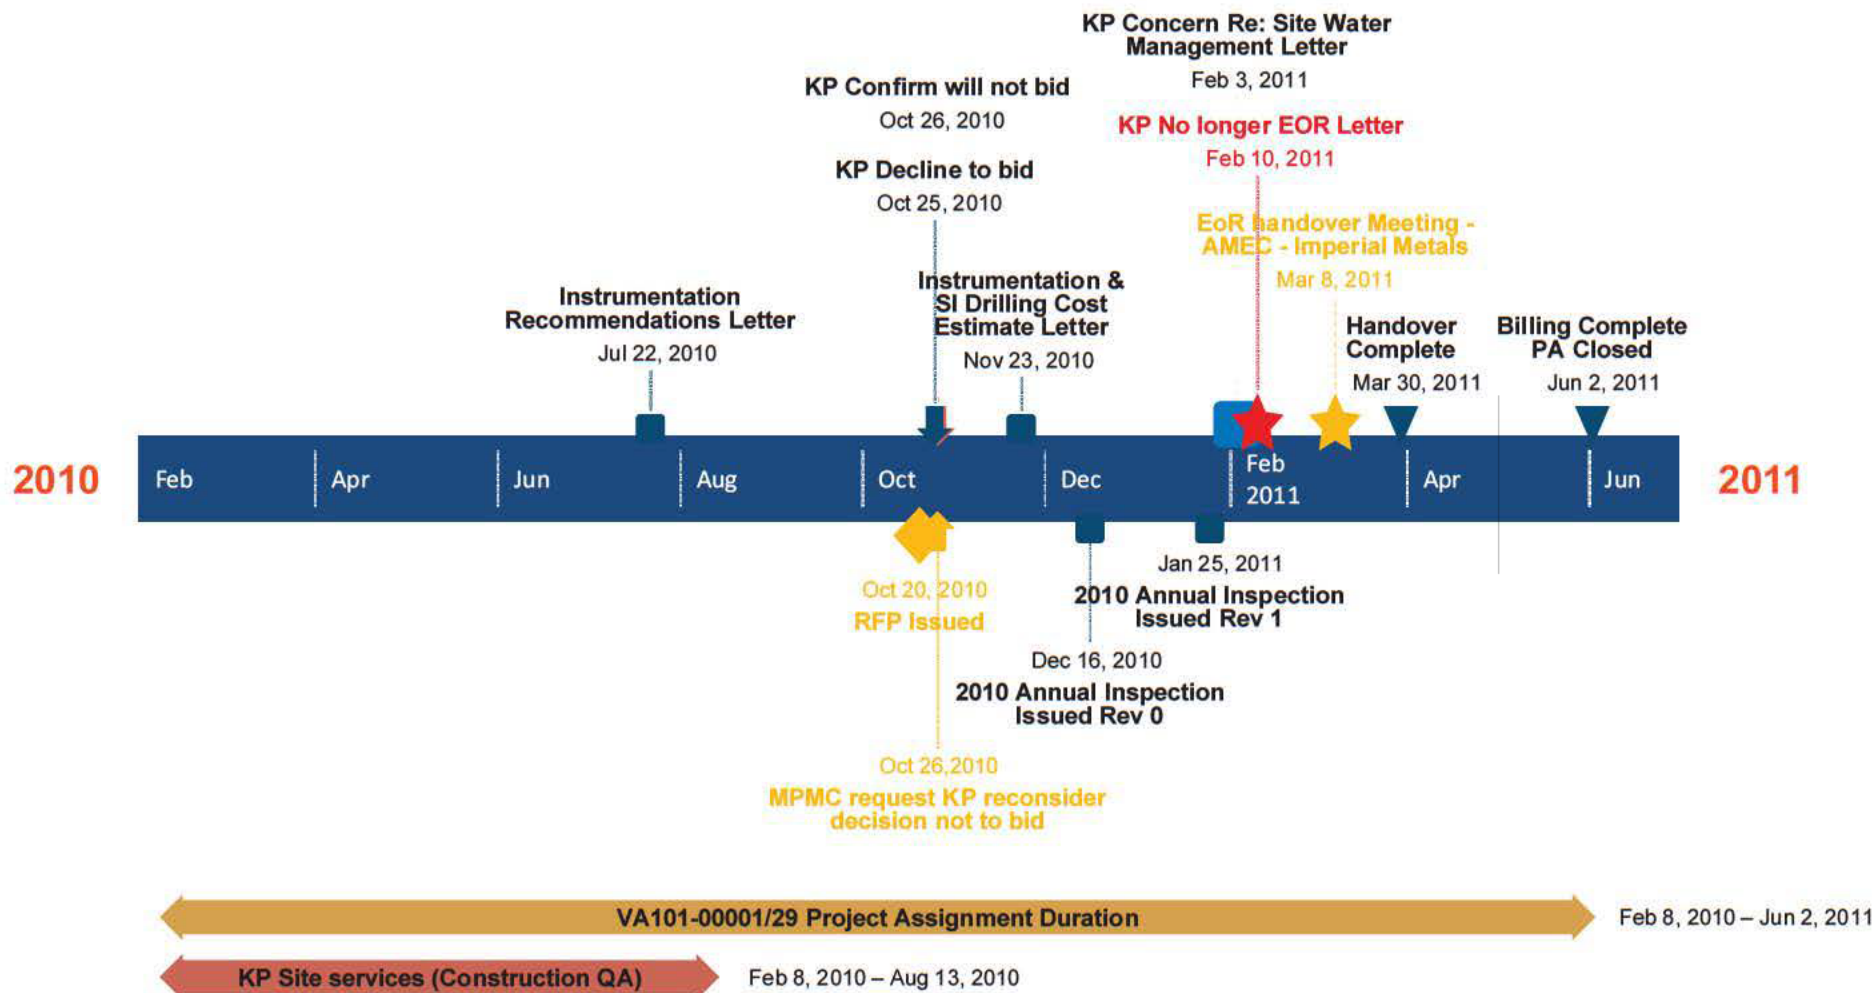 KP Concern Re: Site Water
Management Letter
Feb 3, 2011
KP Confirm will not bid
Oct 26, 2010
KP No longer EOR Letter
Feb 10, 2011
KP Decline to bid
Oct 25, 2010
EoR handover Meeting -
AMEC - Imperial Metals
Mar 8, 2011
Instrumentation &
SI Drilling Cost
Estimate Letter
Nov 23, 2010
Instrumentation
Recommendations Letter
Jul 22, 2010
Handover
Complete
Mar 30, 2011
Billing Complete
PA Closed
Jun 2, 2011
2010
Feb
Apr
Jun
Aug
Oct
Dec
Feb
2011
Apr
Jun
2011
Jan 25, 2011
2010 Annual Inspection
Issued Rev 1
Oct 20, 2010
RFP Issued
Dec 16, 2010
2010 Annual Inspection
Issued Rev 0
Oct 26,2010
MPMC request KP reconsider
decision not to bid
VA101-00001/29 Project Assignment Duration
Feb 8, 2010 – Jun 2, 2011
KP Site services (Construction QA)
Feb 8, 2010 – Aug 13, 2010